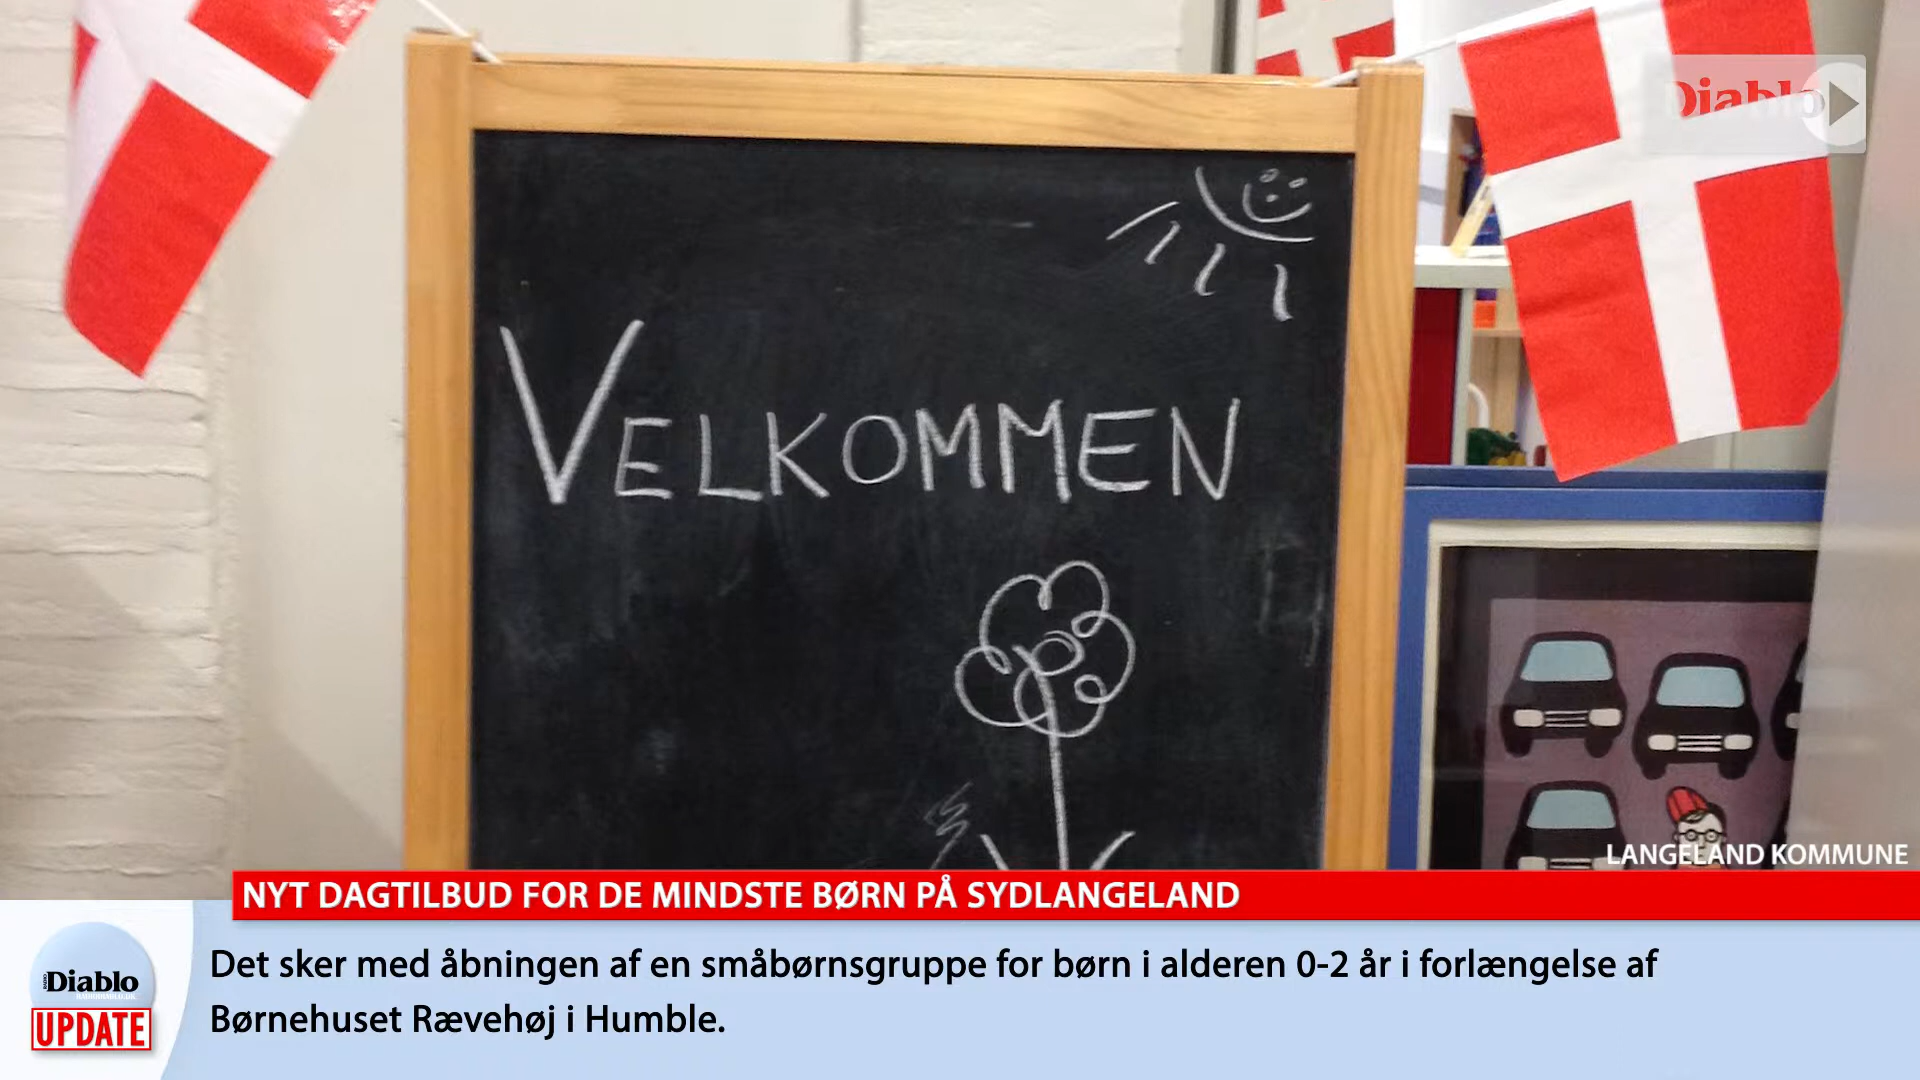 Diablo
VELKOMMEN
LANGELAND KOMMUNE
NYT DAGTILBUD FOR DE MINDSTE BØRN PÅ SYDLANGELAND
Det sker med åbningen af en småbørnsgruppe for børn i alderen 0-2 år i forlængelse af
Børnehuset Rævehøj i Humble.
Diablo
UPDATE